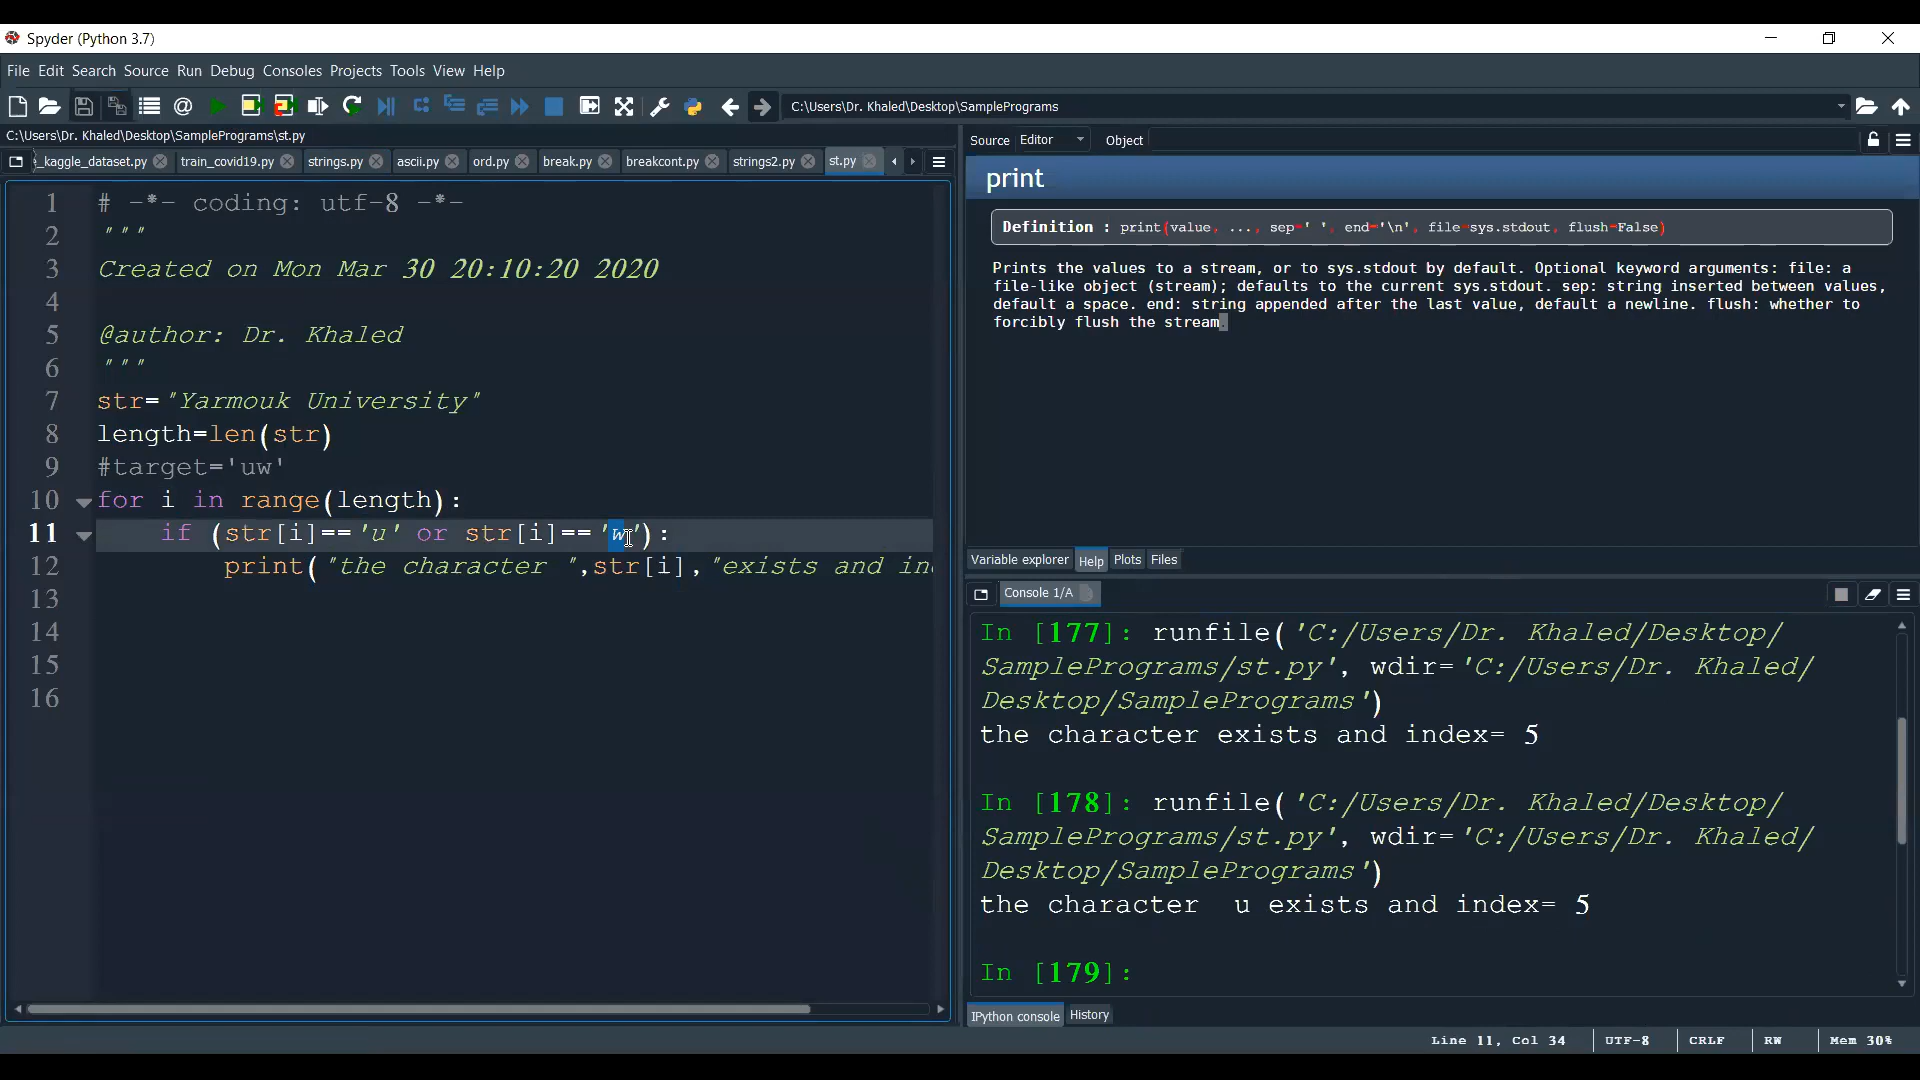 Spyder (Python 3.7)
File Edit Search Source Run Debug Consoles Projects Tools View Help
C:\Users\Dr. Khaled\Desktop\SamplePrograms
C:\Users\Dr. Khaled\Desktop\SamplePrograms\st.py
_kaggle_dataset.py train_covid19.py strings.py ascii.py ord.py break.py breakcont.py strings2.py st.py
1 # -*- coding: utf-8 -*-
2 """
3 Created on Mon Mar 30 20:10:20 2020
4
5 @author: Dr. Khaled
6 """
7 str="Yarmouk University"
8 length=len(str)
9 #target='uw'
10 for i in range(length):
11 if (str[i]=='u' or str[i]=='w'):
12 print("the character ",str[i],"exists and in
13
14
15
16
Source Editor Object
print
Definition : print(value, ..., sep=' ', end='\n', file=sys.stdout, flush=False)
Prints the values to a stream, or to sys.stdout by default. Optional keyword arguments: file: a
file-like object (stream); defaults to the current sys.stdout. sep: string inserted between values,
default a space. end: string appended after the last value, default a newline. flush: whether to
forcibly flush the stream.
Variable explorer Help Plots Files
Console 1/A
In [177]: runfile('C:/Users/Dr. Khaled/Desktop/
SamplePrograms/st.py', wdir='C:/Users/Dr. Khaled/
Desktop/SamplePrograms')
the character exists and index= 5
In [178]: runfile('C:/Users/Dr. Khaled/Desktop/
SamplePrograms/st.py', wdir='C:/Users/Dr. Khaled/
Desktop/SamplePrograms')
the character  u exists and index= 5
In [179]:
IPython console History
Line 11, Col 34 UTF-8 CRLF RW Mem 30%